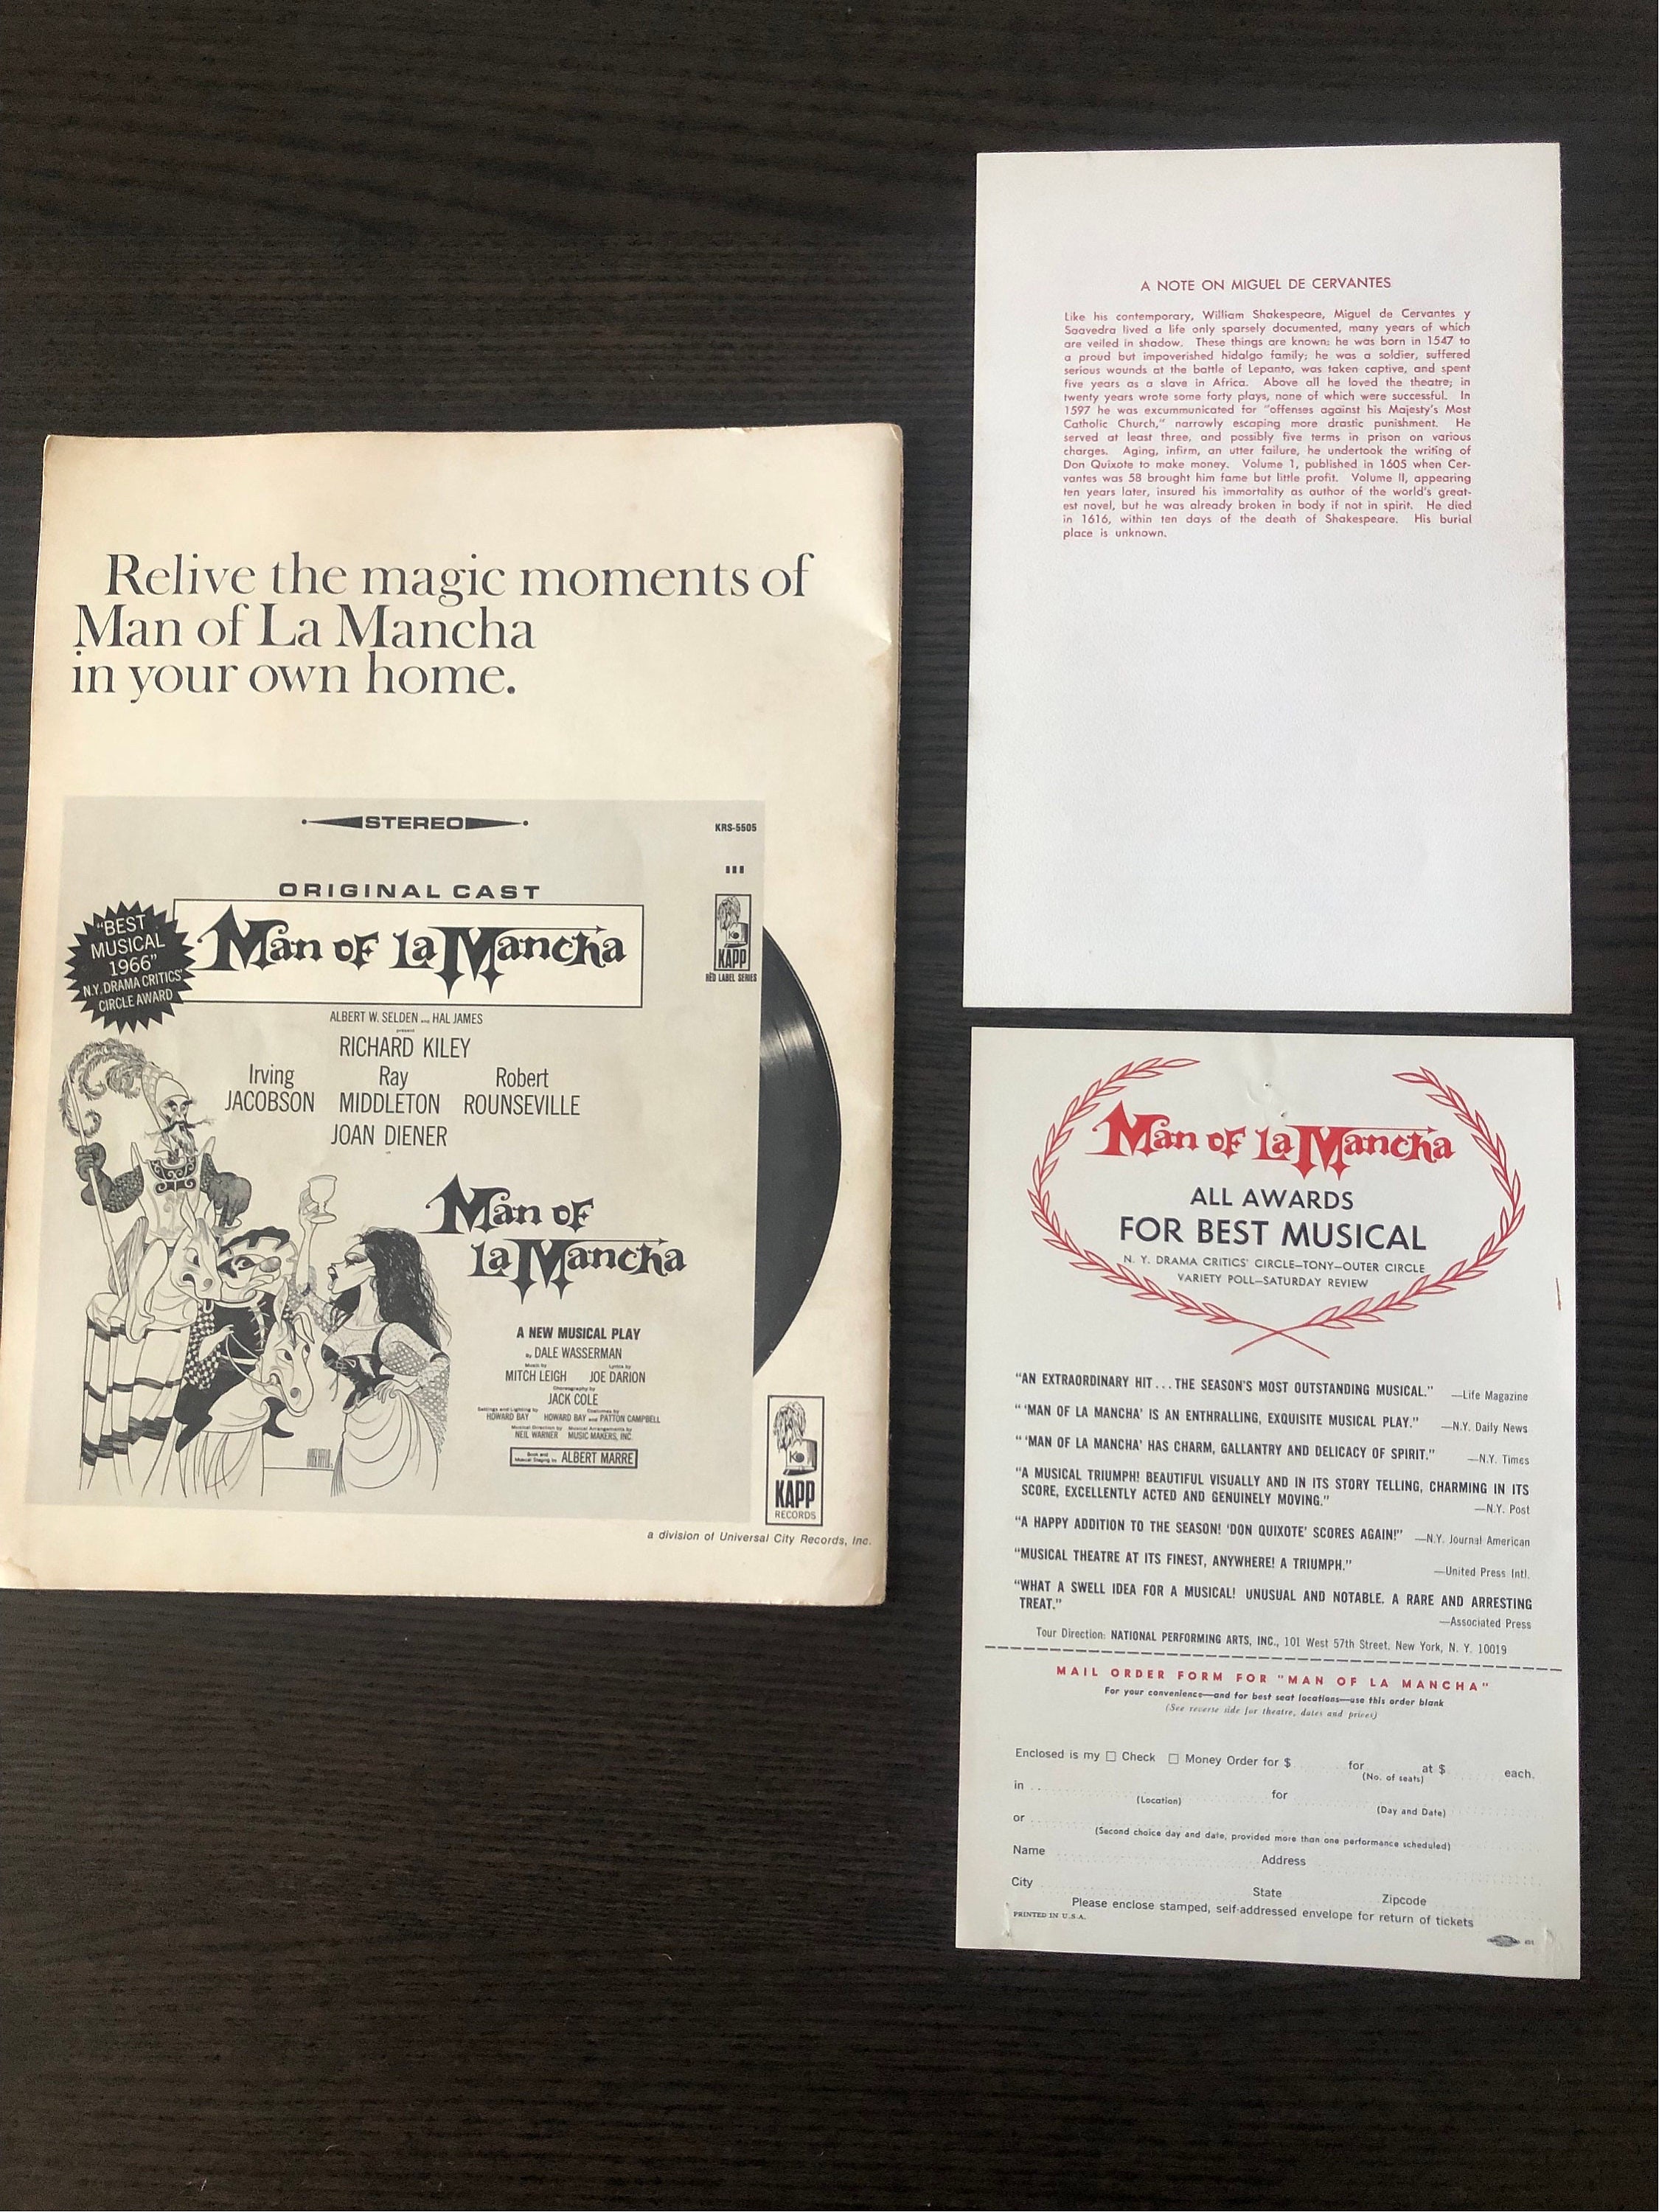 Relive the magic moments of
Man of La Mancha
in your own home.
STEREO
KRS-5505
ORIGINAL CAST
"BEST
MUSICAL
1966"
N.Y. DRAMA CRITICS'
CIRCLE AWARD
Man of La Mancha
KAPP
RED LABEL SERIES
ALBERT W. SELDEN and HAL JAMES
present
RICHARD KILEY
Irving Ray Robert
JACOBSON MIDDLETON ROUNSEVILLE
JOAN DIENER
Man of
la Mancha
A NEW MUSICAL PLAY
By DALE WASSERMAN
Music by Lyrics by
MITCH LEIGH JOE DARION
Choreography by
JACK COLE
Settings and Lighting by Costumes by
HOWARD BAY HOWARD BAY and PATTON CAMPBELL
Musical Direction by Musical Arrangements by
NEIL WARNER MUSIC MAKERS, INC.
Book and
Musical Staging by ALBERT MARRE
KAPP
RECORDS
a division of Universal City Records, Inc.
A NOTE ON MIGUEL DE CERVANTES
Like his contemporary, William Shakespeare, Miguel de Cervantes y
Saavedra lived a life only sparsely documented, many years of which
are veiled in shadow. These things are known: he was born in 1547 to
a proud but impoverished hidalgo family; he was a soldier, suffered
serious wounds at the battle of Lepanto, was taken captive, and spent
five years as a slave in Africa. Above all he loved the theatre; in
twenty years wrote some forty plays, none of which were successful. In
1597 he was excummunicated for "offenses against his Majesty's Most
Catholic Church," narrowly escaping more drastic punishment. He
served at least three, and possibly five terms in prison on various
charges. Aging, infirm, an utter failure, he undertook the writing of
Don Quixote to make money. Volume 1, published in 1605 when Cer-
vantes was 58 brought him fame but little profit. Volume II, appearing
ten years later, insured his immortality as author of the world's great-
est novel, but he was already broken in body if not in spirit. He died
in 1616, within ten days of the death of Shakespeare. His burial
place is unknown.
Man of La Mancha
ALL AWARDS
FOR BEST MUSICAL
N. Y. DRAMA CRITICS' CIRCLE—TONY—OUTER CIRCLE
VARIETY POLL—SATURDAY REVIEW
"AN EXTRAORDINARY HIT . . . THE SEASON'S MOST OUTSTANDING MUSICAL." —Life Magazine
" 'MAN OF LA MANCHA' IS AN ENTHRALLING, EXQUISITE MUSICAL PLAY." —N.Y. Daily News
" 'MAN OF LA MANCHA' HAS CHARM, GALLANTRY AND DELICACY OF SPIRIT." —N.Y. Times
"A MUSICAL TRIUMPH! BEAUTIFUL VISUALLY AND IN ITS STORY TELLING, CHARMING IN ITS
SCORE, EXCELLENTLY ACTED AND GENUINELY MOVING." —N.Y. Post
"A HAPPY ADDITION TO THE SEASON! 'DON QUIXOTE' SCORES AGAIN!" —N.Y. Journal American
"MUSICAL THEATRE AT ITS FINEST, ANYWHERE! A TRIUMPH." —United Press Intl.
"WHAT A SWELL IDEA FOR A MUSICAL! UNUSUAL AND NOTABLE. A RARE AND ARRESTING
TREAT." —Associated Press
Tour Direction: NATIONAL PERFORMING ARTS, INC., 101 West 57th Street, New York, N. Y. 10019
MAIL ORDER FORM FOR "MAN OF LA MANCHA"
For your convenience—and for best seat locations—use this order blank
(See reverse side for theatre, dates and prices)
Enclosed is my □ Check □ Money Order for $ for at $ each.
(No. of seats)
in for
(Location) (Day and Date)
or
(Second choice day and date, provided more than one performance scheduled)
Name Address
City State Zipcode
Please enclose stamped, self-addressed envelope for return of tickets
PRINTED IN U.S.A.